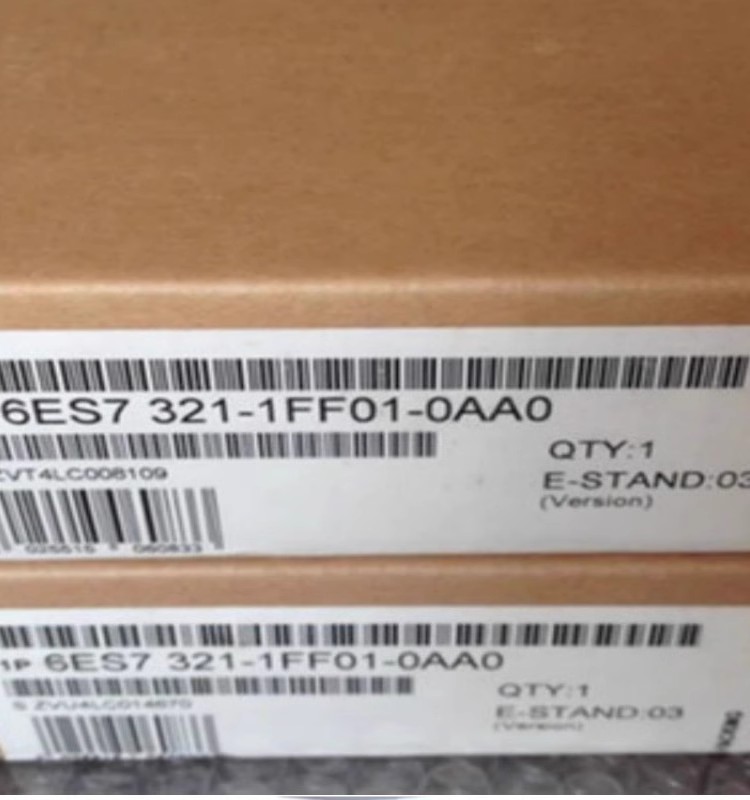 6ES7 321-1FF01-0AA0
QTY:1
ZVT4LC008109
E-STAND:03
(Version)
1P 6ES7 321-1FF01-0AA0
QTY:1
E-STAND:03
(Version)